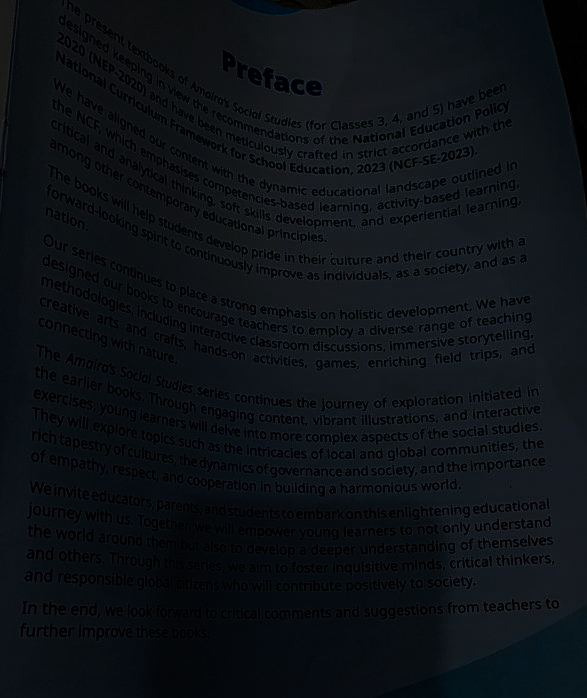 Preface
The present textbooks of Amaira's Social Studies (for Classes 3, 4, and 5) have been
designed keeping in view the recommendations of the National Education Policy
2020 (NEP-2020) and have been meticulously crafted in strict accordance with the
National Curriculum Framework for School Education, 2023 (NCF-SE-2023).
We have aligned our content with the dynamic educational landscape outlined in
the NCF, which emphasises competencies-based learning, activity-based learning,
critical and analytical thinking, soft skills development, and experiential learning,
among other contemporary educational principles.
The books will help students develop pride in their culture and their country with a
forward-looking spirit to continuously improve as individuals, as a society, and as a
nation.
Our series continues to place a strong emphasis on holistic development. We have
designed our books to encourage teachers to employ a diverse range of teaching
methodologies, including interactive classroom discussions, immersive storytelling,
creative arts and crafts, hands-on activities, games, enriching field trips, and
connecting with nature.
The Amaira's Social Studies series continues the journey of exploration initiated in
the earlier books. Through engaging content, vibrant illustrations, and interactive
exercises, young learners will delve into more complex aspects of the social studies.
They will explore topics such as the intricacies of local and global communities, the
rich tapestry of cultures, the dynamics of governance and society, and the importance
of empathy, respect, and cooperation in building a harmonious world.
We invite educators, parents, and students to embark on this enlightening educational
journey with us. Together, we will empower young learners to not only understand
the world around them but also to develop a deeper understanding of themselves
and others. Through this series, we aim to foster inquisitive minds, critical thinkers,
and responsible global citizens who will contribute positively to society.
In the end, we look forward to critical comments and suggestions from teachers to
further improve these books.